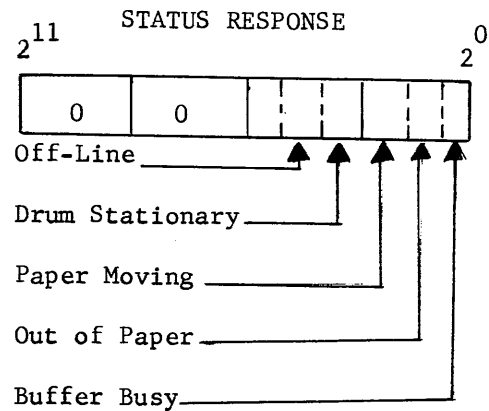 STATUS RESPONSE
2^11 2^0
0 0
Off-Line
Drum Stationary
Paper Moving
Out of Paper
Buffer Busy